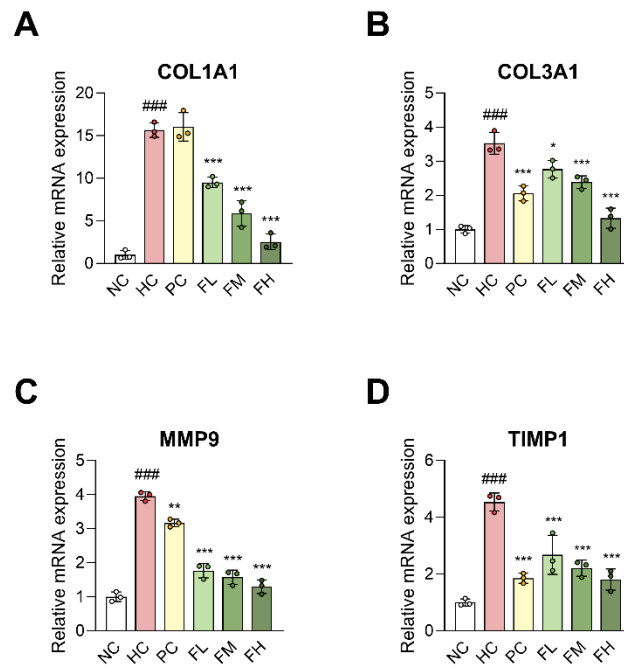 A
COL1A1
Relative mRNA expression
20
15
10
5
0
###
***
***
***
NC HC PC FL FM FH
B
COL3A1
Relative mRNA expression
5
4
3
2
1
0
###
***
*
***
***
NC HC PC FL FM FH
C
MMP9
Relative mRNA expression
5
4
3
2
1
0
###
**
***
***
***
NC HC PC FL FM FH
D
TIMP1
Relative mRNA expression
6
4
2
0
###
***
***
***
***
NC HC PC FL FM FH